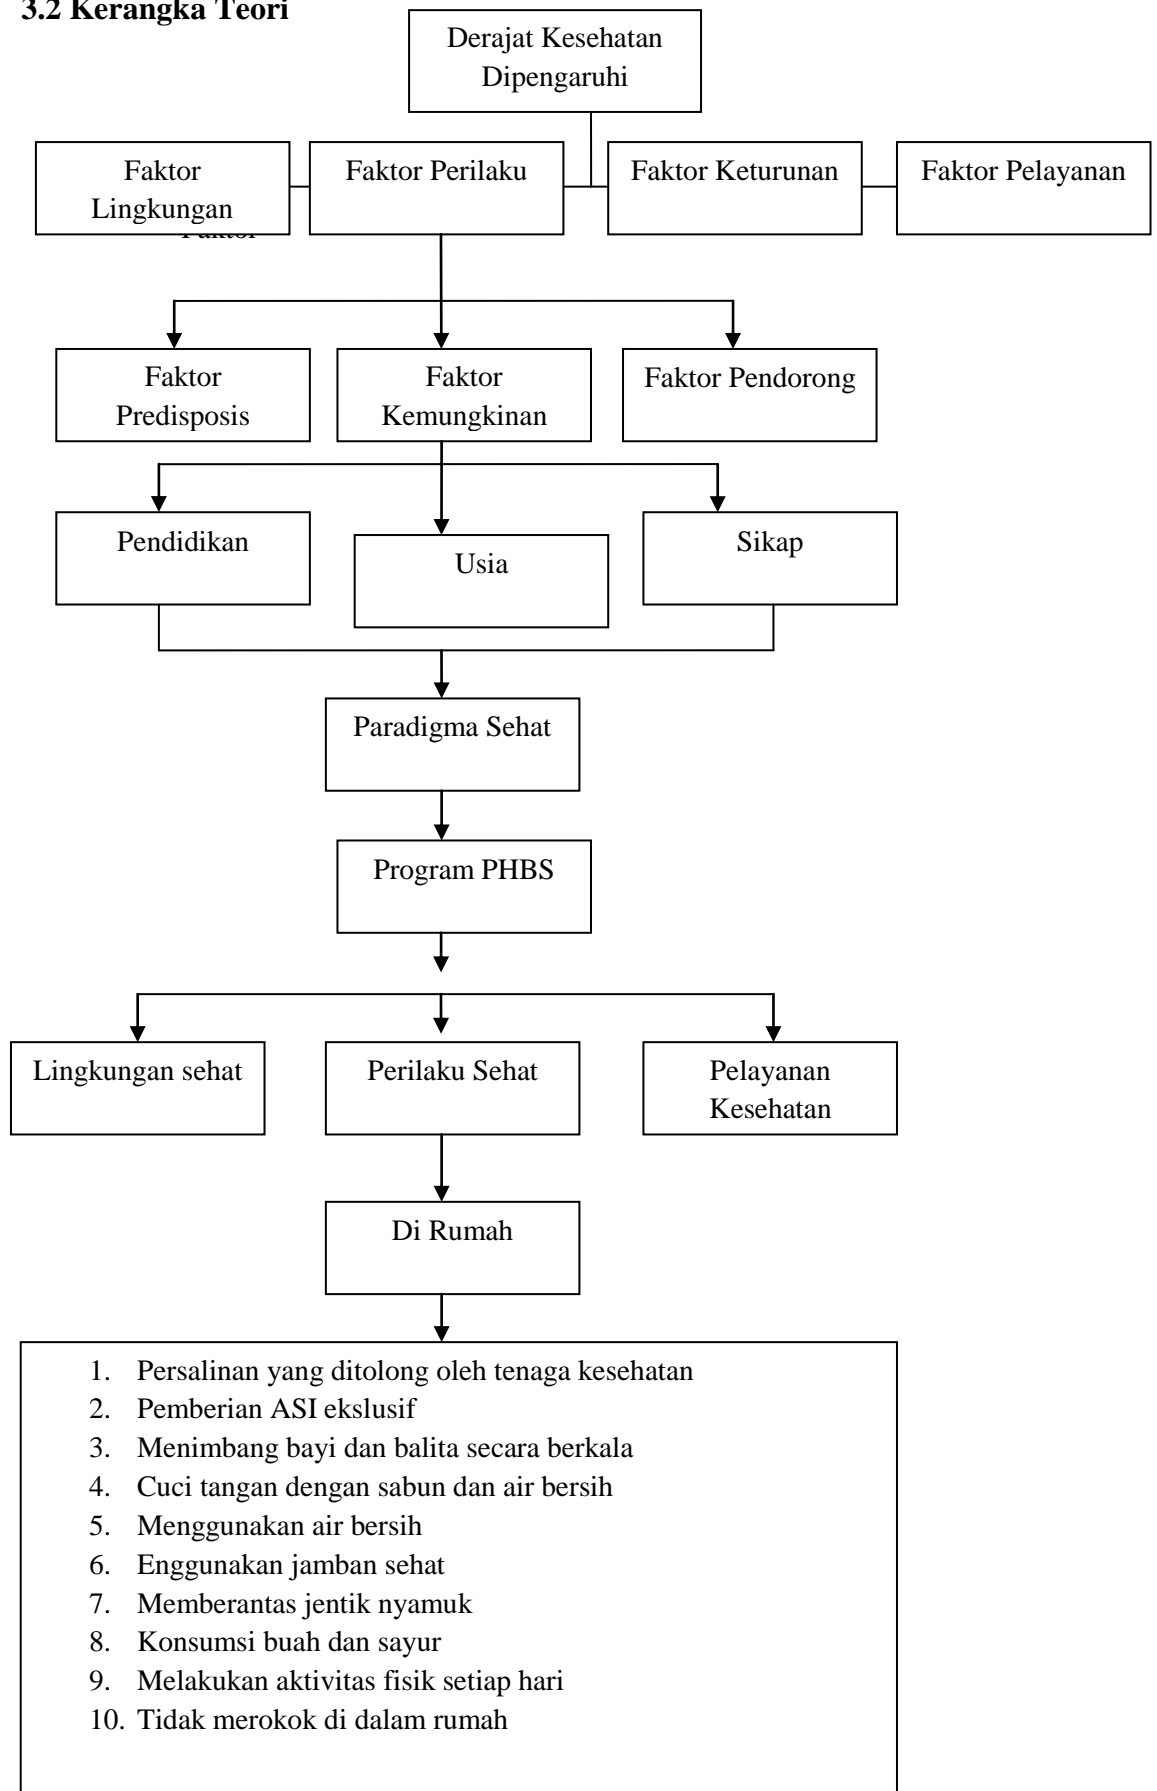 3.2 Kerangka Teori
Derajat Kesehatan
Dipengaruhi
Faktor
Lingkungan
Faktor Perilaku
Faktor Keturunan
Faktor Pelayanan
Faktor
Faktor
Predisposis
Faktor
Kemungkinan
Faktor Pendorong
Pendidikan
Usia
Sikap
Paradigma Sehat
Program PHBS
Lingkungan sehat
Perilaku Sehat
Pelayanan
Kesehatan
Di Rumah
1. Persalinan yang ditolong oleh tenaga kesehatan
2. Pemberian ASI ekslusif
3. Menimbang bayi dan balita secara berkala
4. Cuci tangan dengan sabun dan air bersih
5. Menggunakan air bersih
6. Enggunakan jamban sehat
7. Memberantas jentik nyamuk
8. Konsumsi buah dan sayur
9. Melakukan aktivitas fisik setiap hari
10. Tidak merokok di dalam rumah